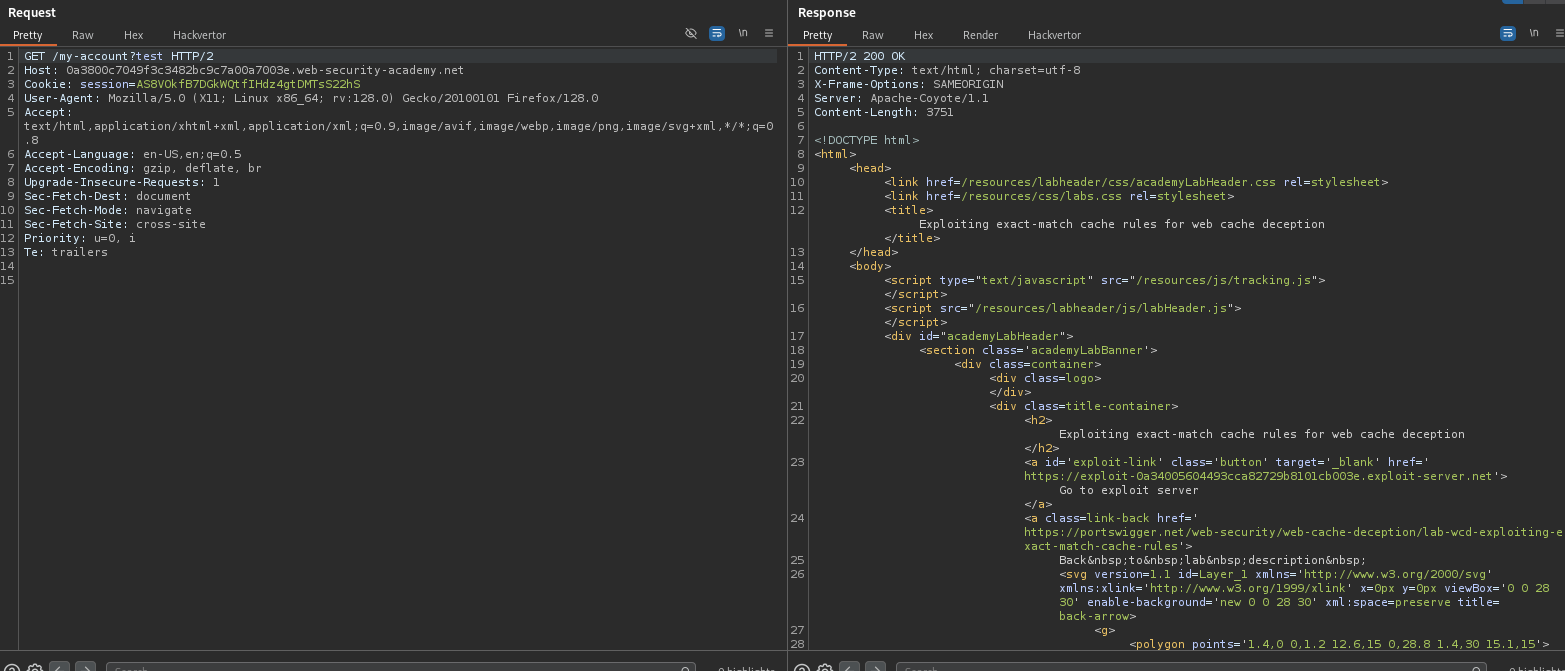 Request
Pretty Raw Hex Hackvertor
\n
1 GET /my-account?test HTTP/2
2 Host: 0a3800c7049f3c3482bc9c7a00a7003e.web-security-academy.net
3 Cookie: session=AS8VOkfB7DGkWQtfIHdz4gtDMTsS22hS
4 User-Agent: Mozilla/5.0 (X11; Linux x86_64; rv:128.0) Gecko/20100101 Firefox/128.0
5 Accept:
text/html,application/xhtml+xml,application/xml;q=0.9,image/avif,image/webp,image/png,image/svg+xml,*/*;q=0
.8
6 Accept-Language: en-US,en;q=0.5
7 Accept-Encoding: gzip, deflate, br
8 Upgrade-Insecure-Requests: 1
9 Sec-Fetch-Dest: document
10 Sec-Fetch-Mode: navigate
11 Sec-Fetch-Site: cross-site
12 Priority: u=0, i
13 Te: trailers
14
15
Response
Pretty Raw Hex Render Hackvertor
\n
1 HTTP/2 200 OK
2 Content-Type: text/html; charset=utf-8
3 X-Frame-Options: SAMEORIGIN
4 Server: Apache-Coyote/1.1
5 Content-Length: 3751
6
7 <!DOCTYPE html>
8 <html>
9 <head>
10 <link href=/resources/labheader/css/academyLabHeader.css rel=stylesheet>
11 <link href=/resources/css/labs.css rel=stylesheet>
12 <title>
Exploiting exact-match cache rules for web cache deception
</title>
13 </head>
14 <body>
15 <script type="text/javascript" src="/resources/js/tracking.js">
</script>
16 <script src="/resources/labheader/js/labHeader.js">
</script>
17 <div id="academyLabHeader">
18 <section class='academyLabBanner'>
19 <div class=container>
20 <div class=logo>
</div>
21 <div class=title-container>
22 <h2>
Exploiting exact-match cache rules for web cache deception
</h2>
23 <a id='exploit-link' class='button' target='_blank' href='
https://exploit-0a34005604493cca82729b8101cb003e.exploit-server.net'>
Go to exploit server
</a>
24 <a class=link-back href='
https://portswigger.net/web-security/web-cache-deception/lab-wcd-exploiting-e
xact-match-cache-rules'>
25 Back&nbsp;to&nbsp;lab&nbsp;description&nbsp;
26 <svg version=1.1 id=Layer_1 xmlns='http://www.w3.org/2000/svg'
xmlns:xlink='http://www.w3.org/1999/xlink' x=0px y=0px viewBox='0 0 28
30' enable-background='new 0 0 28 30' xml:space=preserve title=
back-arrow>
27 <g>
28 <polygon points='1.4,0 0,1.2 12.6,15 0,28.8 1.4,30 15.1,15'>